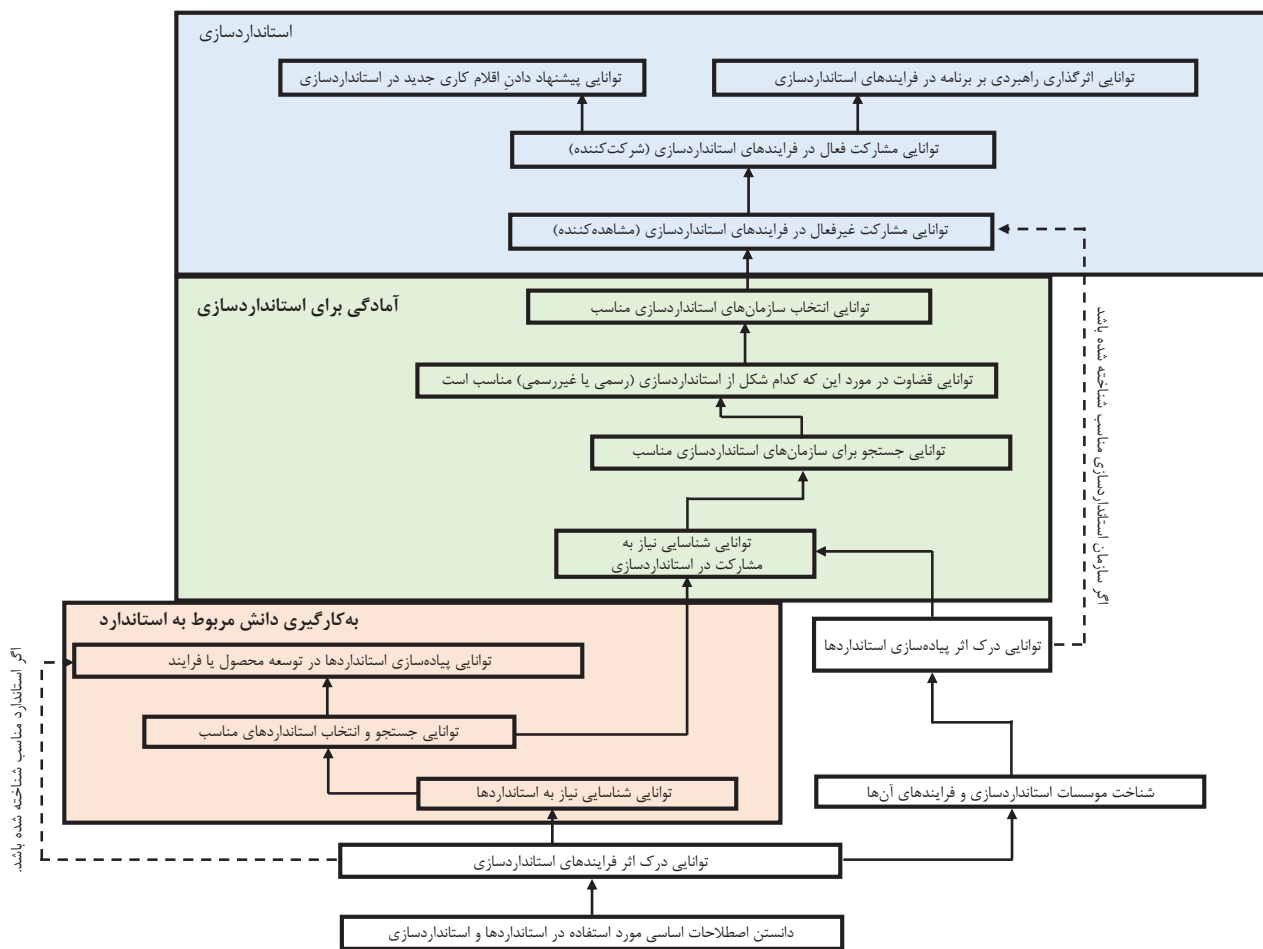 استانداردسازی
توانایی اثرگذاری راهبردی بر برنامه در فرایندهای استانداردسازی
توانایی پیشنهاد دادنِ اقلام کاری جدید در استانداردسازی
توانایی مشارکت فعال در فرایندهای استانداردسازی (شرکت‌کننده)
توانایی مشارکت غیرفعال در فرایندهای استانداردسازی (مشاهده‌کننده)
آمادگی برای استانداردسازی
توانایی انتخاب سازمان‌های استانداردسازی مناسب
توانایی قضاوت در مورد این که کدام شکل از استانداردسازی (رسمی یا غیررسمی) مناسب است
توانایی جستجو برای سازمان‌های استانداردسازی مناسب
توانایی شناسایی نیاز به
مشارکت در استانداردسازی
اگر سازمان استانداردسازی مناسب شناخته شده باشد
به‌کارگیری دانش مربوط به استاندارد
توانایی درک اثر پیاده‌سازی استانداردها
توانایی پیاده‌سازی استانداردها در توسعه محصول یا فرایند
توانایی جستجو و انتخاب استانداردهای مناسب
توانایی شناسایی نیاز به استانداردها
شناخت موسسات استانداردسازی و فرایندهای آن‌ها
اگر استاندارد مناسب شناخته شده باشد.
توانایی درک اثر فرایندهای استانداردسازی
دانستن اصطلاحات اساسی مورد استفاده در استانداردها و استانداردسازی